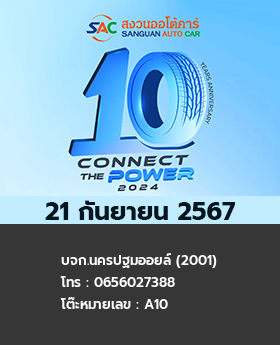 SAC สงวนออโต้คาร์
SANGUAN AUTO CAR
10
YEARS ANNIVERSARY
CONNECT
THE POWER
2024
21 กันยายน 2567
บจก.นครปฐมออยล์ (2001)
โทร : 0656027388
โต๊ะหมายเลข : A10